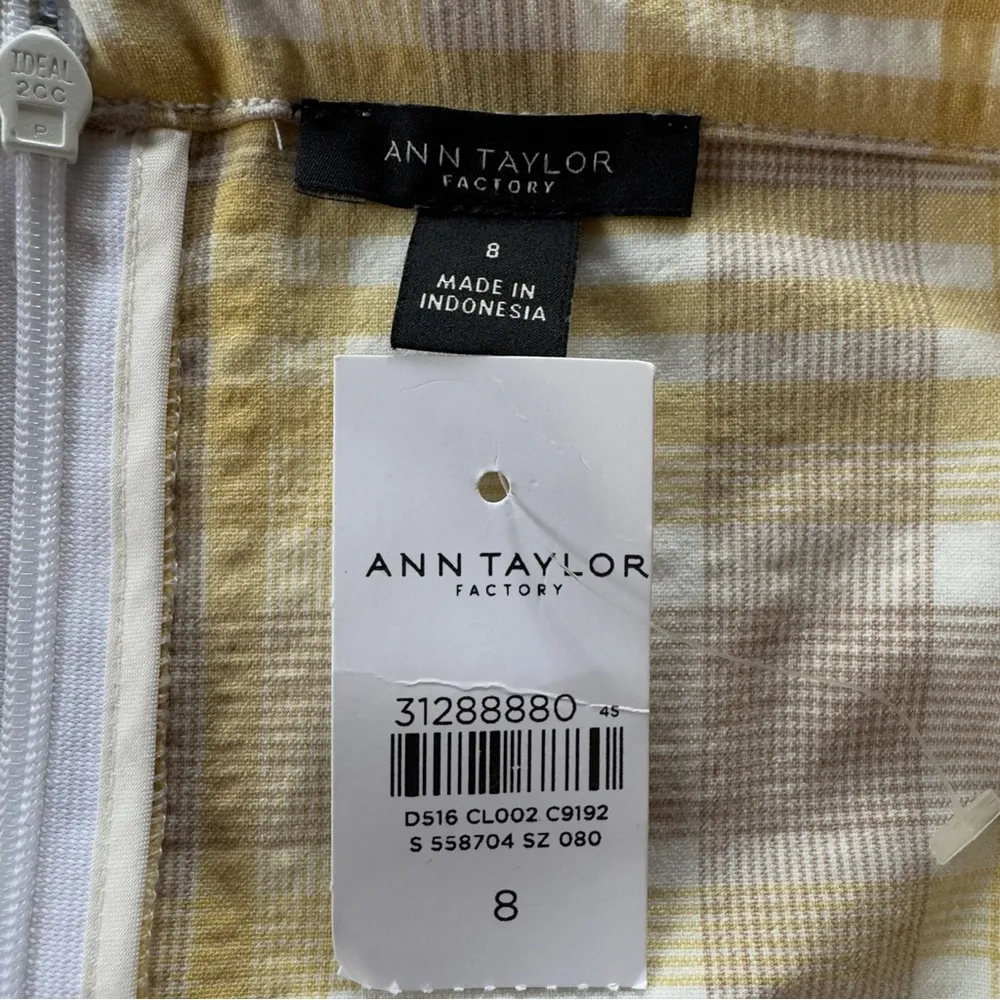 IDEAL
2CC
P
ANN TAYLOR
FACTORY
8
MADE IN
INDONESIA
ANN TAYLOR
FACTORY
31288880 45
D516 CL002 C9192
S 558704 SZ 080
8